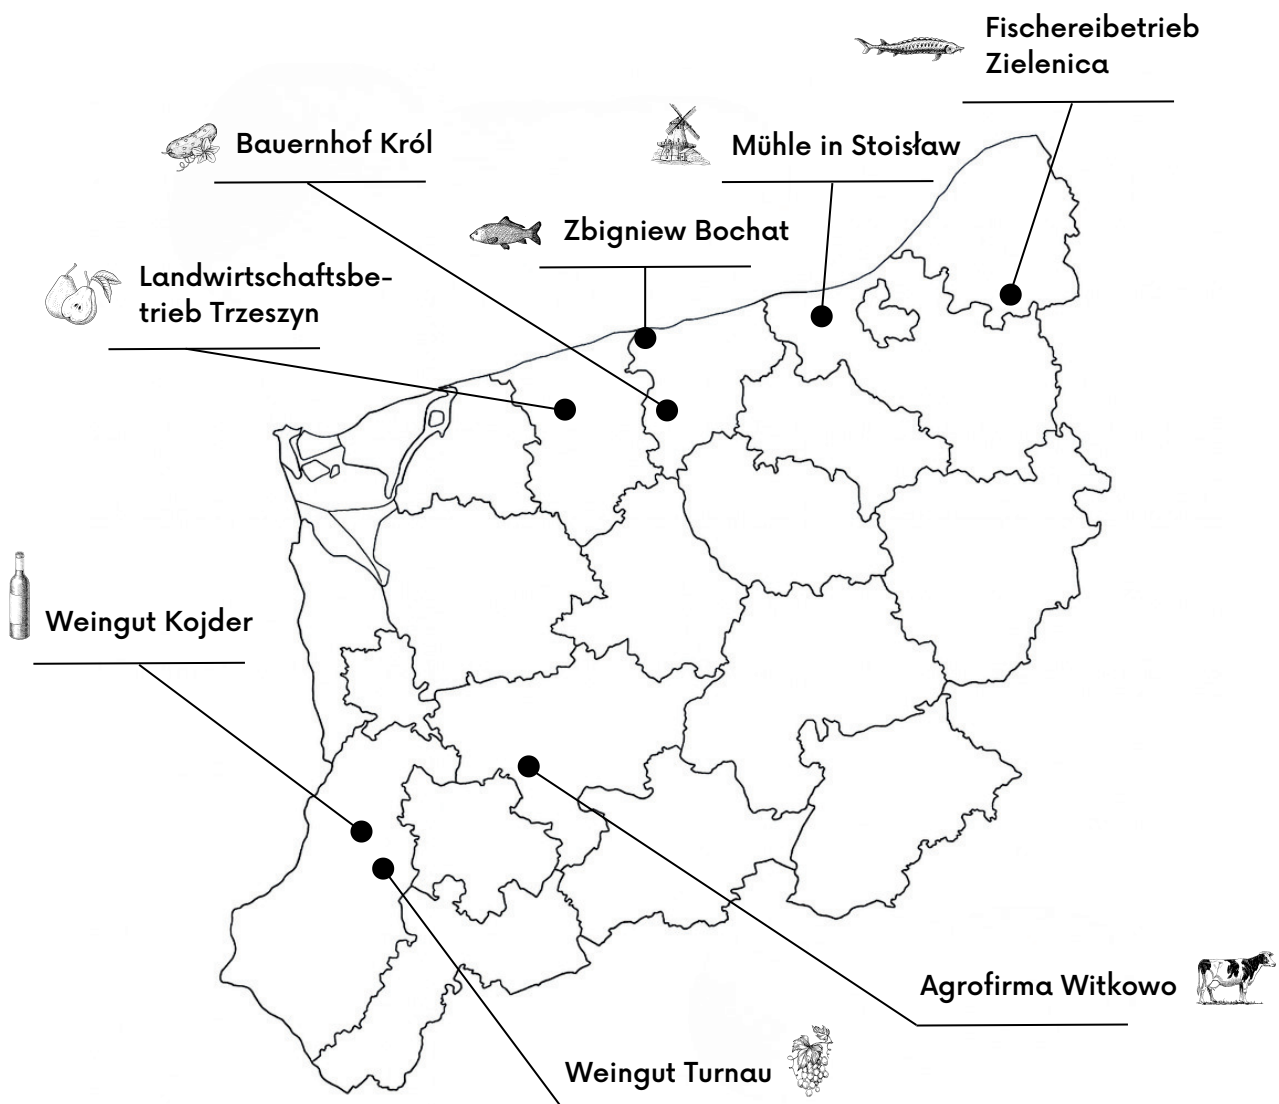 Fischereibetrieb
Zielenica
Bauernhof Król
Mühle in Stoisław
Zbigniew Bochat
Landwirtschaftsbe-
trieb Trzeszyn
Weingut Kojder
Agrofirma Witkowo
Weingut Turnau